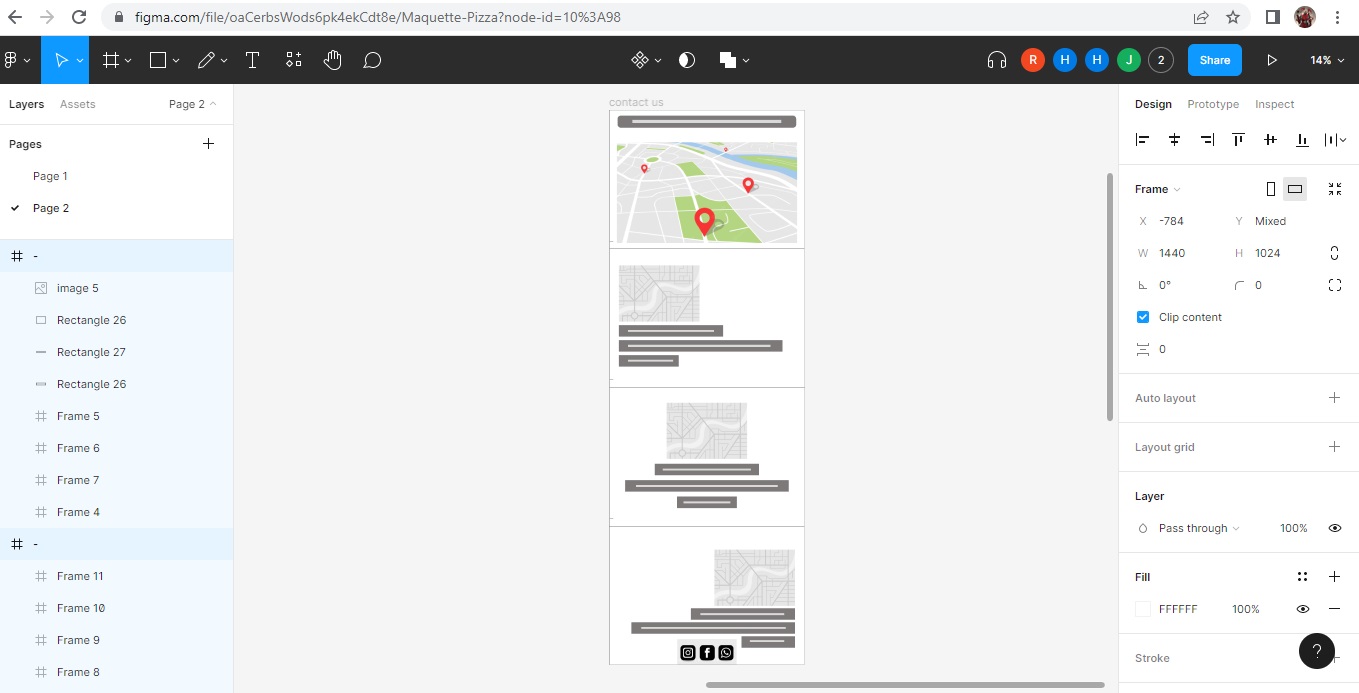 figma.com/file/oaCerbsWods6pk4ekCdt8e/Maquette-Pizza?node-id=10%3A98
R H H J 2 Share 14%
Layers Assets Page 2
Pages
Page 1
Page 2
-
image 5
Rectangle 26
Rectangle 27
Rectangle 26
Frame 5
Frame 6
Frame 7
Frame 4
-
Frame 11
Frame 10
Frame 9
Frame 8
contact us
Design Prototype Inspect
Frame
X -784 Y Mixed
W 1440 H 1024
0° 0
Clip content
0
Auto layout
Layout grid
Layer
Pass through 100%
Fill
FFFFFF 100%
Stroke
?